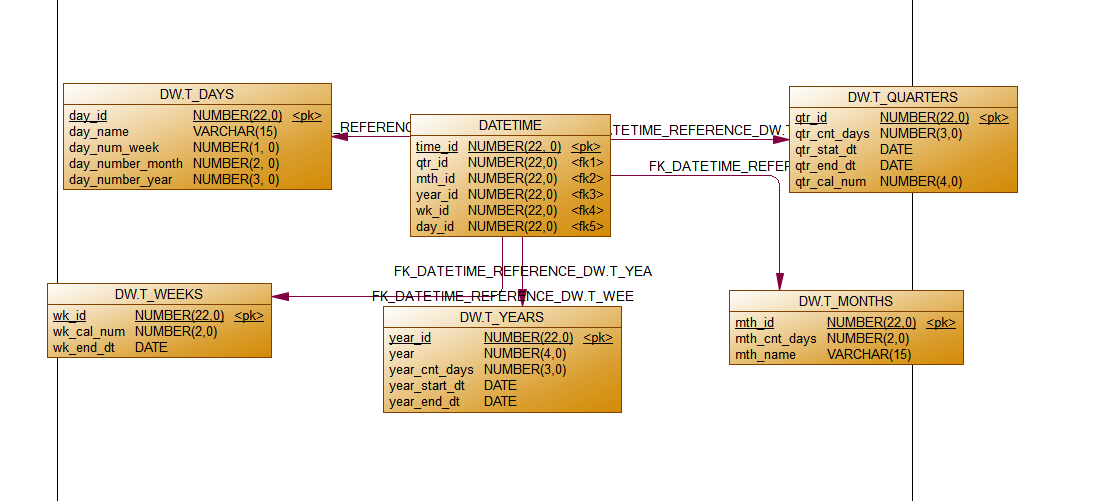 DW.T_DAYS
day_id NUMBER(22,0) <pk>
day_name VARCHAR(15)
day_num_week NUMBER(1, 0)
day_number_month NUMBER(2, 0)
day_number_year NUMBER(3, 0)
_REFERENC
DATETIME
time_id NUMBER(22, 0) <pk>
qtr_id NUMBER(22,0) <fk1>
mth_id NUMBER(22,0) <fk2>
year_id NUMBER(22,0) <fk3>
wk_id NUMBER(22,0) <fk4>
day_id NUMBER(22,0) <fk5>
ATETIME_REFERENCE_DW.T
FK_DATETIME_REFER
DW.T_QUARTERS
qtr_id NUMBER(22,0) <pk>
qtr_cnt_days NUMBER(3,0)
qtr_stat_dt DATE
qtr_end_dt DATE
qtr_cal_num NUMBER(4,0)
FK_DATETIME_REFERENCE_DW.T_YEA
FK_DATETIME_REFERENCE_DW.T_WEE
DW.T_WEEKS
wk_id NUMBER(22,0) <pk>
wk_cal_num NUMBER(2,0)
wk_end_dt DATE
DW.T_YEARS
year_id NUMBER(22,0) <pk>
year NUMBER(4,0)
year_cnt_days NUMBER(3,0)
year_start_dt DATE
year_end_dt DATE
DW.T_MONTHS
mth_id NUMBER(22,0) <pk>
mth_cnt_days NUMBER(2,0)
mth_name VARCHAR(15)